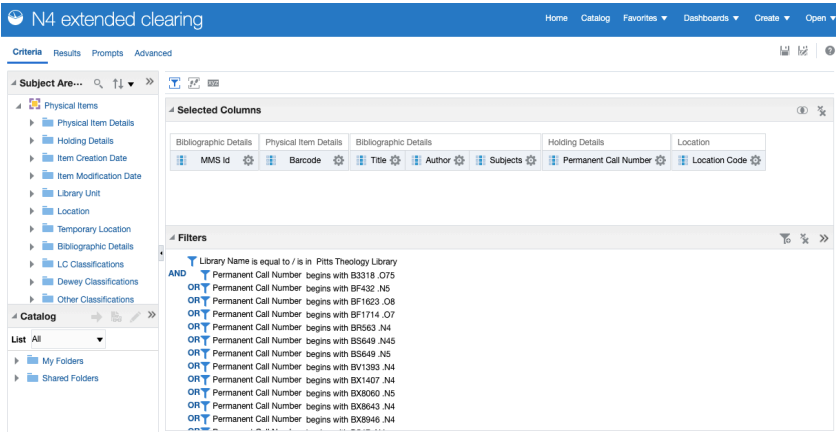 N4 extended clearing
Home Catalog Favorites Dashboards Create Open
Criteria Results Prompts Advanced
Subject Are...
Physical Items
Physical Item Details
Holding Details
Item Creation Date
Item Modification Date
Library Unit
Location
Temporary Location
Bibliographic Details
LC Classifications
Dewey Classifications
Other Classifications
Catalog
List All
My Folders
Shared Folders
Selected Columns
Bibliographic Details Physical Item Details Bibliographic Details Holding Details Location
MMS Id Barcode Title Author Subjects Permanent Call Number Location Code
Filters
Library Name is equal to / is in Pitts Theology Library
AND Permanent Call Number begins with B3318 .O75
OR Permanent Call Number begins with BF432 .N5
OR Permanent Call Number begins with BF1623 .O8
OR Permanent Call Number begins with BF1714 .O7
OR Permanent Call Number begins with BR563 .N4
OR Permanent Call Number begins with BS649 .N45
OR Permanent Call Number begins with BS649 .N5
OR Permanent Call Number begins with BV1393 .N4
OR Permanent Call Number begins with BX1407 .N4
OR Permanent Call Number begins with BX8060 .N5
OR Permanent Call Number begins with BX8643 .N4
OR Permanent Call Number begins with BX8946 .N4